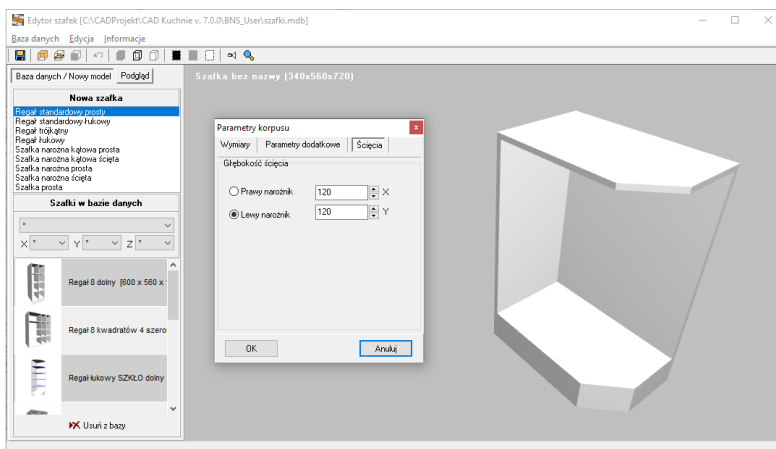 Edytor szafek [C:\CADProjekt\CAD Kuchnie v. 7.0.0\BNS_User\szafki.mdb]
Baza danych Edycja Informacje
Baza danych / Nowy model Podgląd
Szafka bez nazwy (340x560x720)
Nowa szafka
Regał standardowy prosty
Regał standardowy łukowy
Regał trójkątny
Regał łukowy
Szafka narożna kątowa prosta
Szafka narożna kątowa ścięta
Szafka narożna prosta
Szafka narożna ścięta
Szafka prosta
Szafki w bazie danych
*
X * Y * Z *
Regał 8 dolny [600 x 560 x
Regał 8 kwadratów 4 szero
Regał łukowy SZKŁO dolny
Usuń z bazy
Parametry korpusu
Wymiary Parametry dodatkowe Ścięcia
Głębokość ścięcia
Prawy narożnik 120 X
Lewy narożnik 120 Y
OK Anuluj